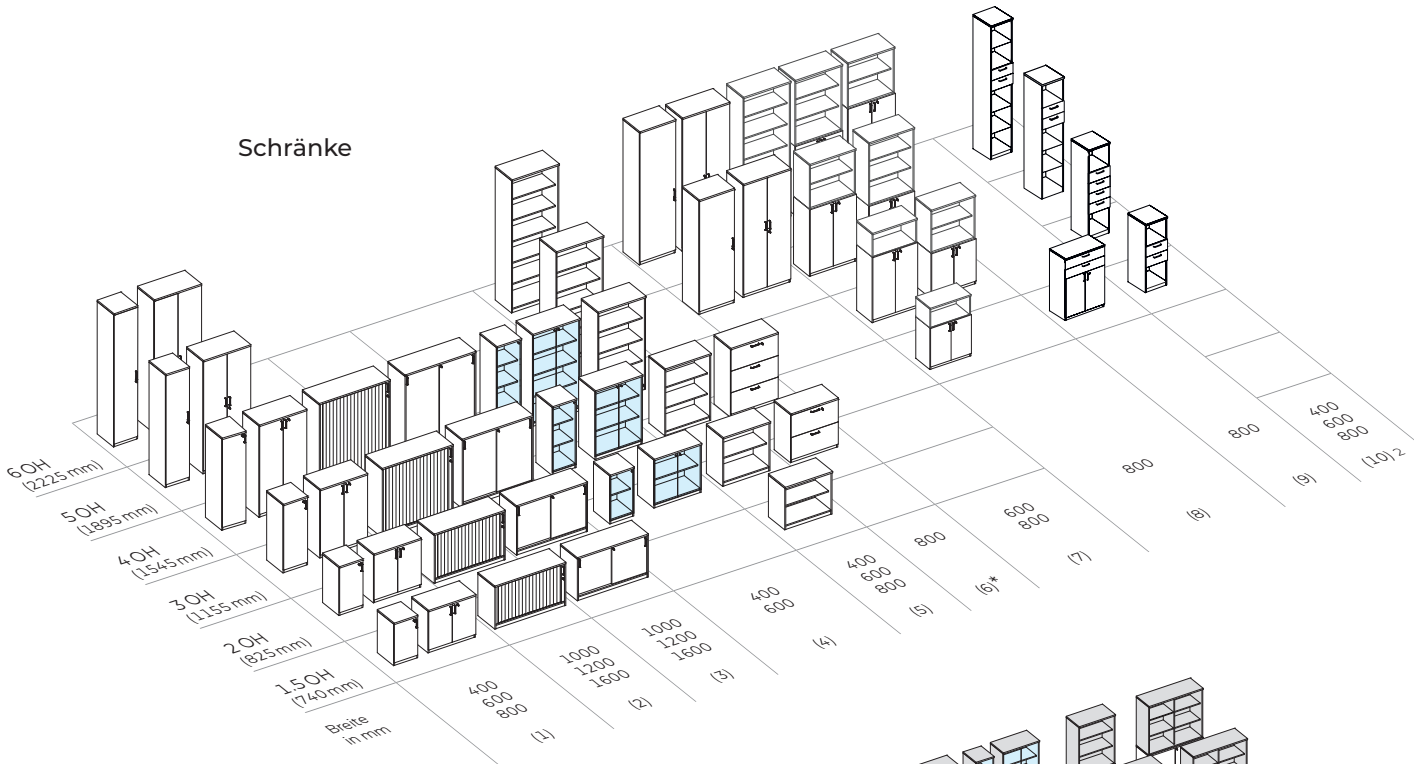 Schränke
6 OH
(2225 mm)
5 OH
(1895 mm)
4 OH
(1545 mm)
3 OH
(1155 mm)
2 OH
(825 mm)
1.5 OH
(740 mm)
Breite
in mm
400
600
800
(1)
1000
1200
1600
(2)
1000
1200
1600
(3)
400
600
(4)
400
600
800
(5)
800
(6)*
600
800
(7)
800
(8)
800
(9)
400
600
800
(10) 2